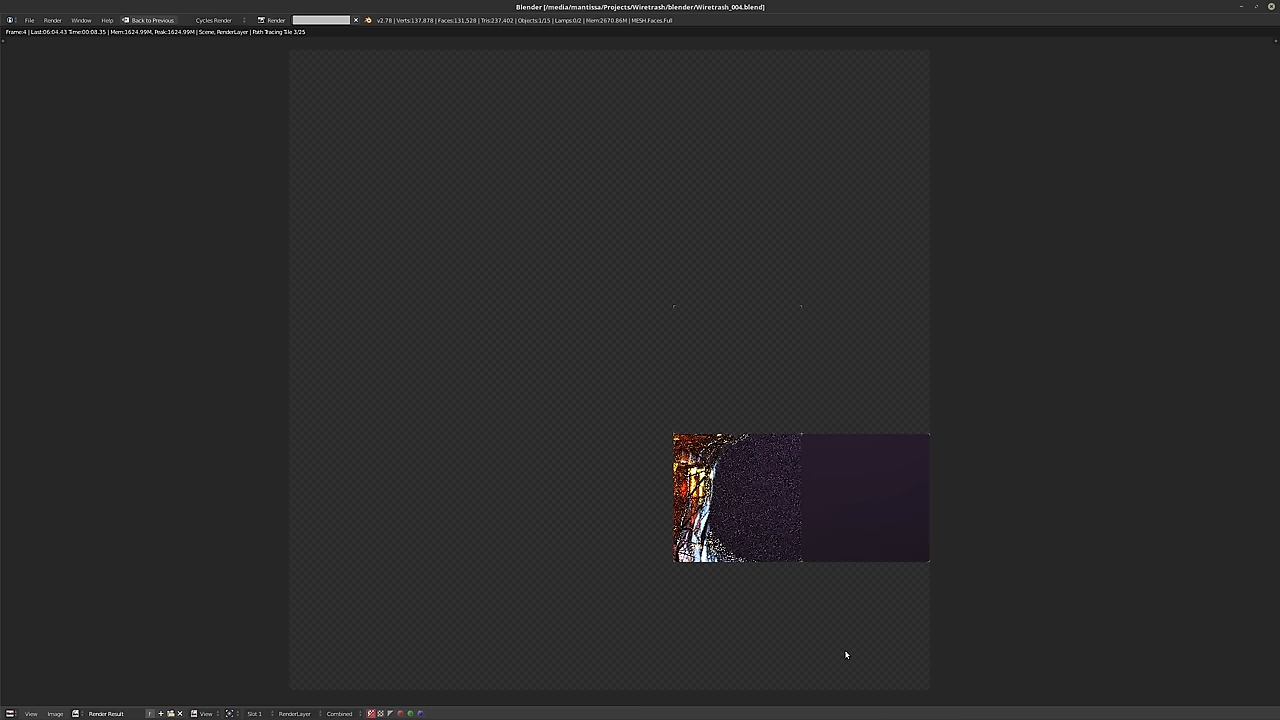 Blender [/media/mantissa/Projects/Wiretrash/blender/Wiretrash_004.blend]
File Render Window Help Back to Previous Cycles Render Render v2.78 | Verts:137,878 | Faces:131,528 | Tris:237,402 | Objects:1/15 | Lamps:0/2 | Mem:2670.86M | MESH.Faces.Full
Frame:4 | Last:06:04.43 Time:00:08.35 | Mem:1624.99M, Peak:1624.99M | Scene, RenderLayer | Path Tracing Tile 3/25
View Image Render Result F View Slot 1 RenderLayer Combined